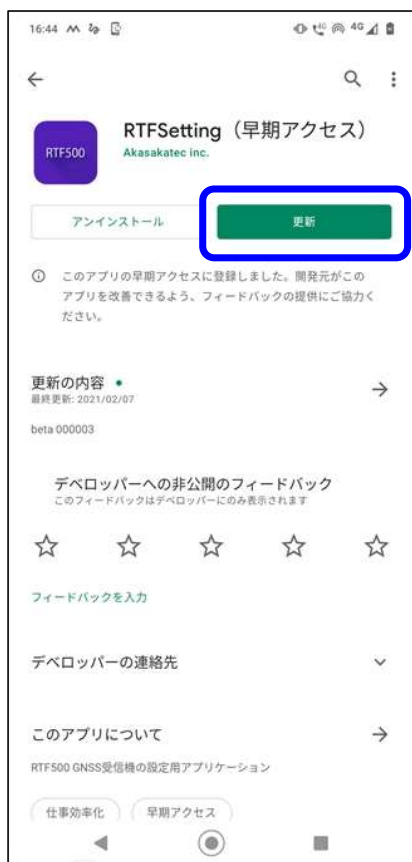 16:44
4G
4G
RTF500
RTFSetting（早期アクセス）
Akasakatec inc.
アンインストール
更新
このアプリの早期アクセスに登録しました。開発元がこの
アプリを改善できるよう、フィードバックの提供にご協力く
ださい。
更新の内容
最終更新: 2021/02/07
beta 000003
デベロッパーへの非公開のフィードバック
このフィードバックはデベロッパーにのみ表示されます
フィードバックを入力
デベロッパーの連絡先
このアプリについて
RTF500 GNSS受信機の設定用アプリケーション
仕事効率化
早期アクセス